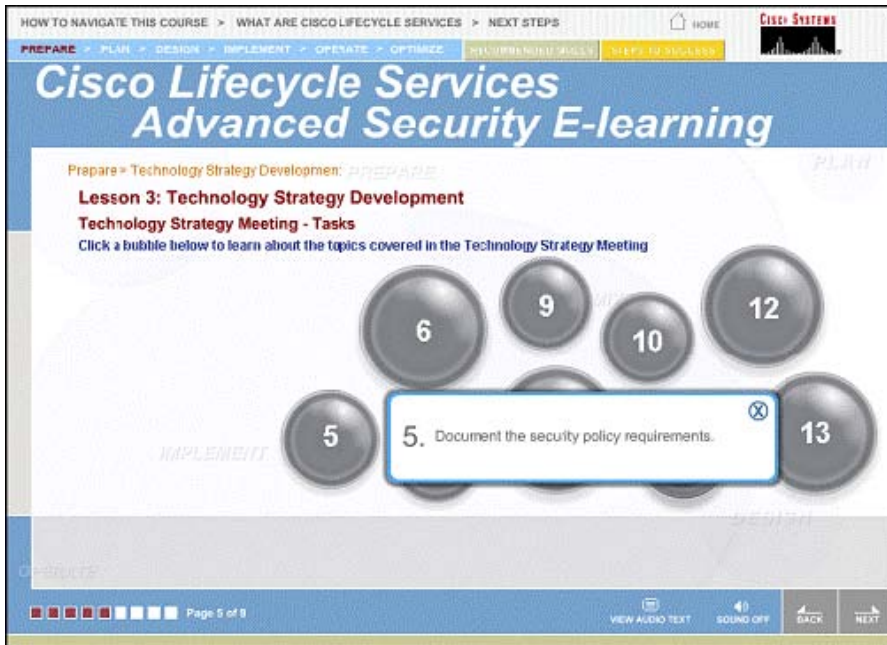 HOW TO NAVIGATE THIS COURSE > WHAT ARE CISCO LIFECYCLE SERVICES > NEXT STEPS
HOME
CISCO SYSTEMS
PREPARE > PLAN > DESIGN > IMPLEMENT > OPERATE > OPTIMIZE
RECOMMENDED SKILLS
STEPS TO SUCCESS
Cisco Lifecycle Services
Advanced Security E-learning
Prepare > Technology Strategy Development
PREPARE
PLAN
Lesson 3: Technology Strategy Development
Technology Strategy Meeting - Tasks
Click a bubble below to learn about the topics covered in the Technology Strategy Meeting
6
9
10
12
5
5. Document the security policy requirements.
X
13
IMPLEMENT
DESIGN
OPERATE
Page 5 of 9
VIEW AUDIO TEXT
SOUND OFF
BACK
NEXT